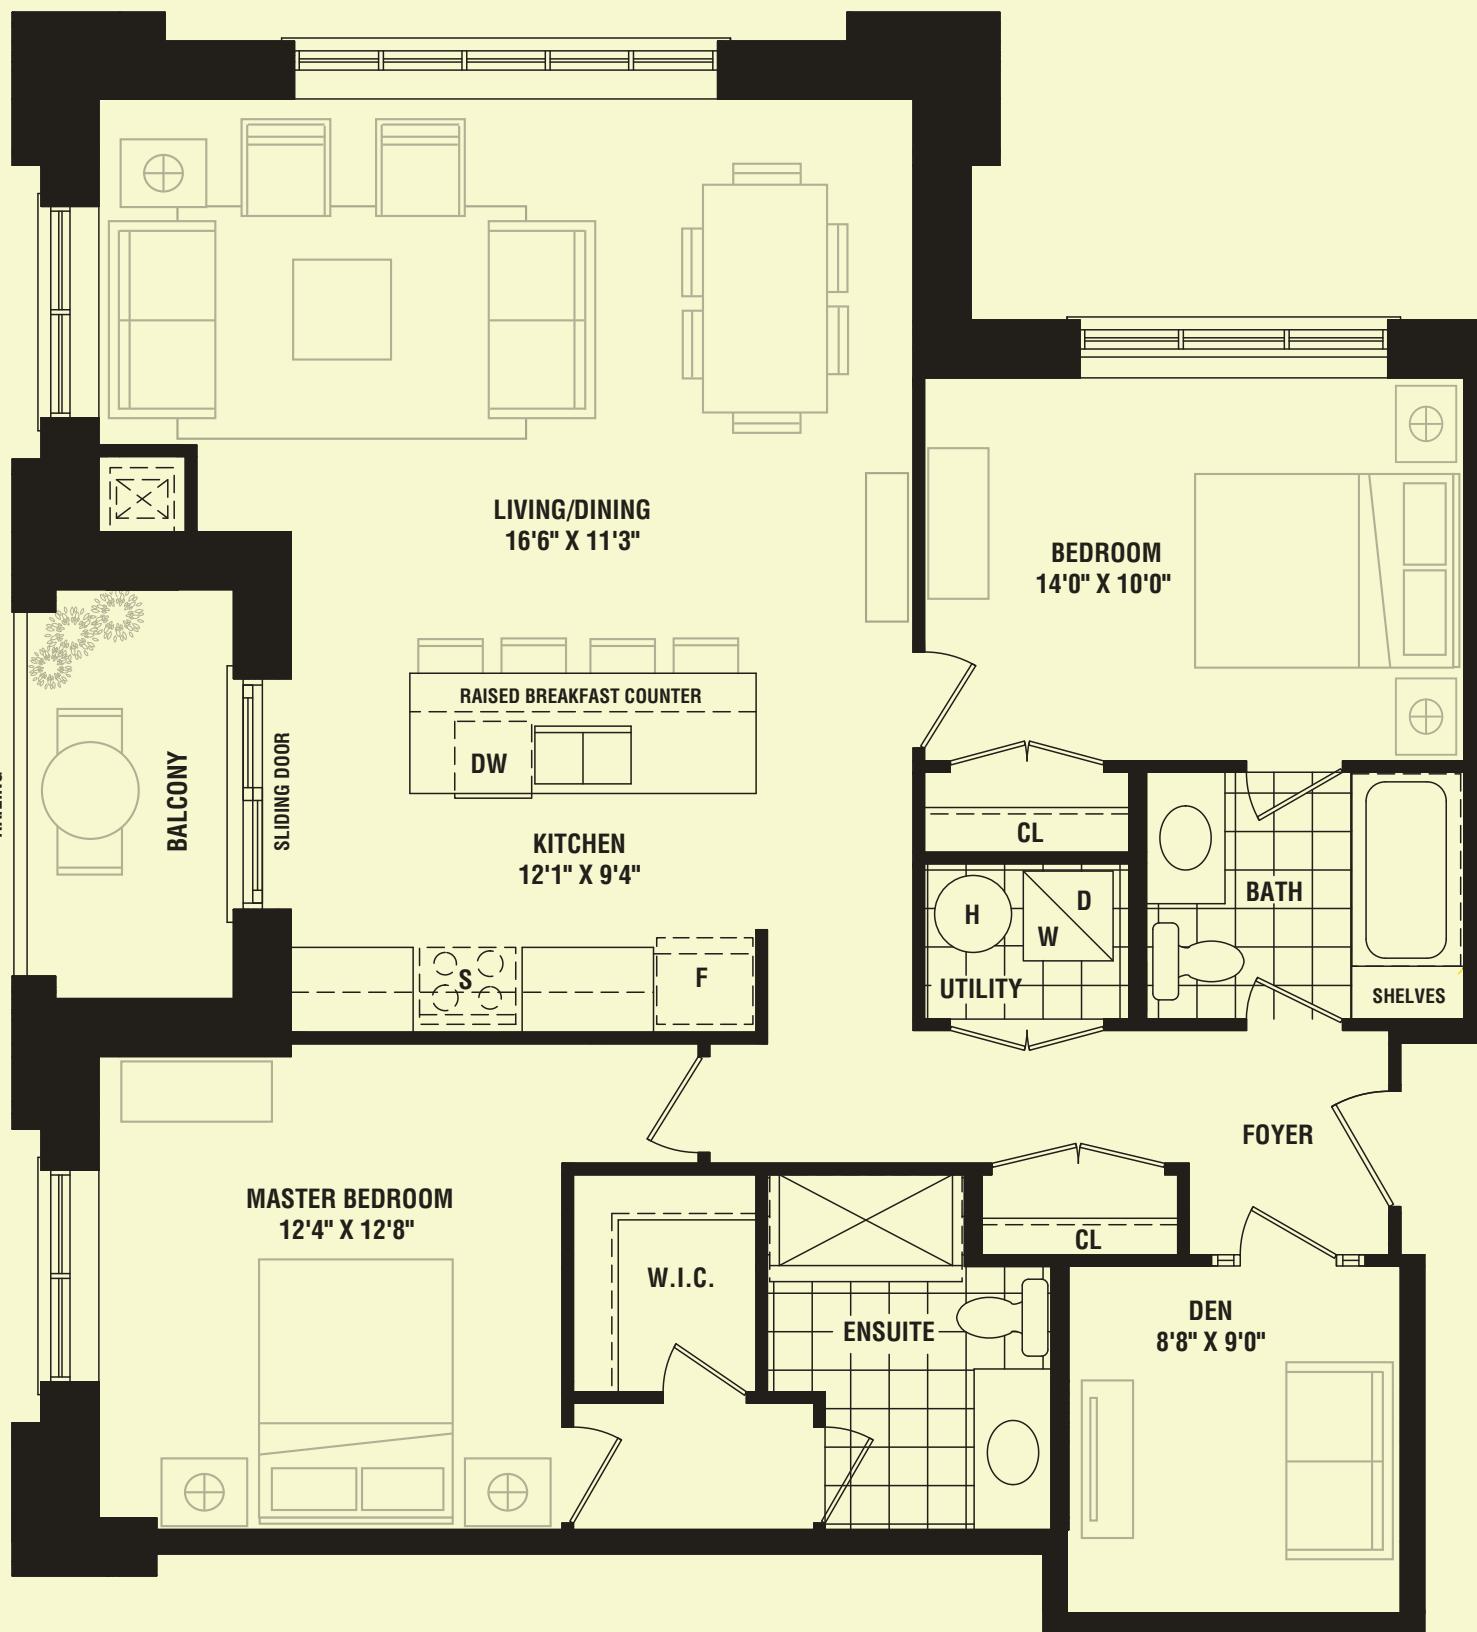 LIVING/DINING
16'6" X 11'3"
BEDROOM
14'0" X 10'0"
RAISED BREAKFAST COUNTER
DW
BALCONY
SLIDING DOOR
KITCHEN
12'1" X 9'4"
CL
BATH
H
D
W
UTILITY
S
F
SHELVES
FOYER
MASTER BEDROOM
12'4" X 12'8"
CL
W.I.C.
ENSUITE
DEN
8'8" X 9'0"